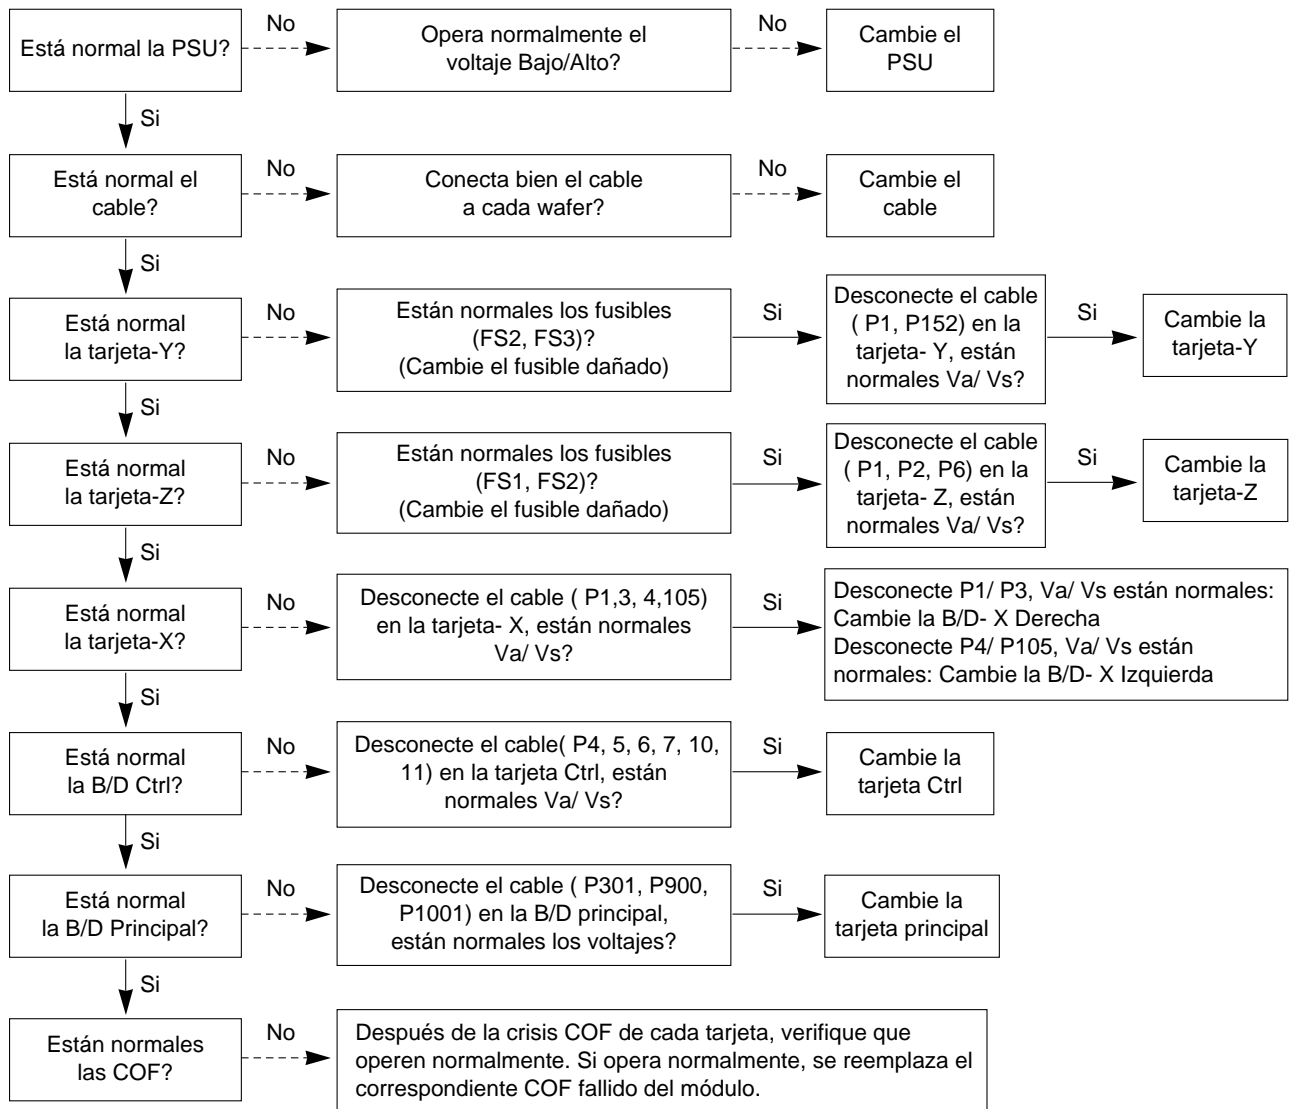 Está normal la PSU?
No
Opera normalmente el
voltaje Bajo/Alto?
No
Cambie el
PSU
Si
Está normal el
cable?
No
Conecta bien el cable
a cada wafer?
No
Cambie el
cable
Si
Está normal
la tarjeta-Y?
No
Están normales los fusibles
(FS2, FS3)?
(Cambie el fusible dañado)
Si
Desconecte el cable
( P1, P152) en la
tarjeta- Y, están
normales Va/ Vs?
Si
Cambie la
tarjeta-Y
Si
Está normal
la tarjeta-Z?
No
Están normales los fusibles
(FS1, FS2)?
(Cambie el fusible dañado)
Si
Desconecte el cable
( P1, P2, P6) en la
tarjeta- Z, están
normales Va/ Vs?
Si
Cambie la
tarjeta-Z
Si
Está normal
la tarjeta-X?
No
Desconecte el cable ( P1,3, 4,105)
en la tarjeta- X, están normales
Va/ Vs?
Si
Desconecte P1/ P3, Va/ Vs están normales:
Cambie la B/D- X Derecha
Desconecte P4/ P105, Va/ Vs están
normales: Cambie la B/D- X Izquierda
Si
Está normal
la B/D Ctrl?
No
Desconecte el cable( P4, 5, 6, 7, 10,
11) en la tarjeta Ctrl, están
normales Va/ Vs?
Si
Cambie la
tarjeta Ctrl
Si
Está normal
la B/D Principal?
No
Desconecte el cable ( P301, P900,
P1001) en la B/D principal,
están normales los voltajes?
Si
Cambie la
tarjeta principal
Si
Están normales
las COF?
No
Después de la crisis COF de cada tarjeta, verifique que
operen normalmente. Si opera normalmente, se reemplaza el
correspondiente COF fallido del módulo.